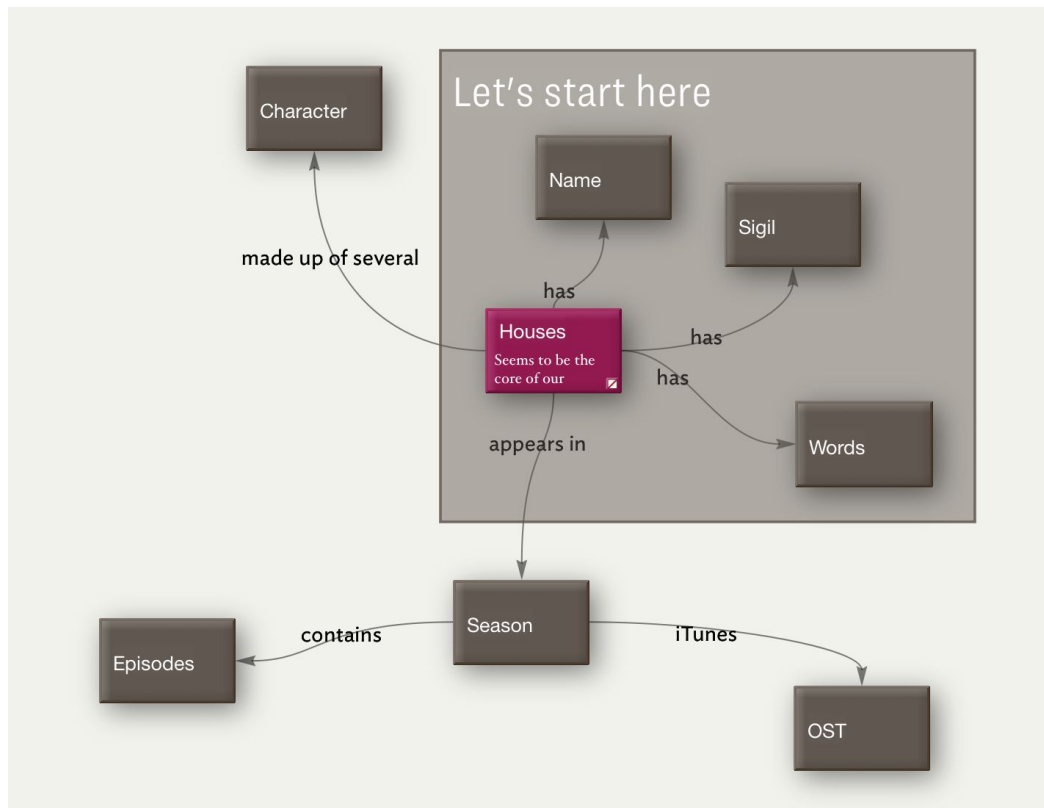 Let's start here
Character
Name
Sigil
made up of several
has
Houses
Seems to be the
core of our
has
has
appears in
Words
Season
contains
iTunes
Episodes
OST